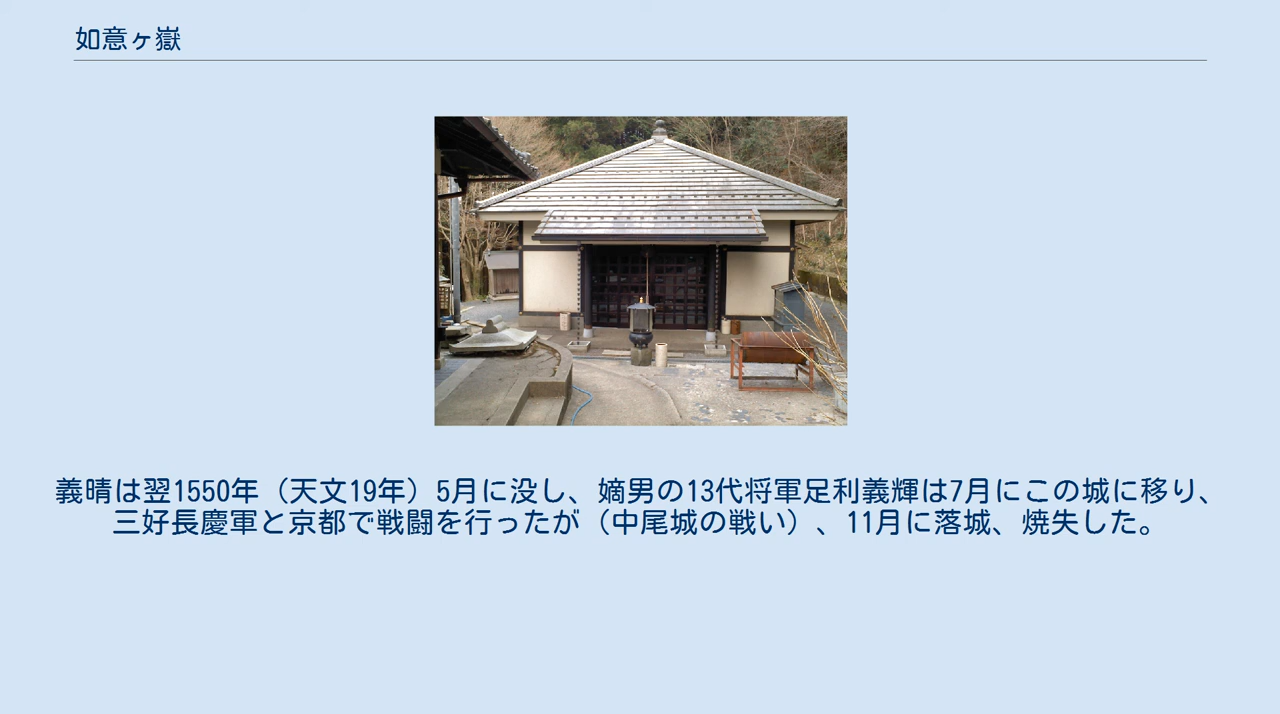 如意ヶ嶽
義晴は翌1550年（天文19年）5月に没し、嫡男の13代将軍足利義輝は7月にこの城に移り、
三好長慶軍と京都で戦闘を行ったが（中尾城の戦い）、11月に落城、焼失した。